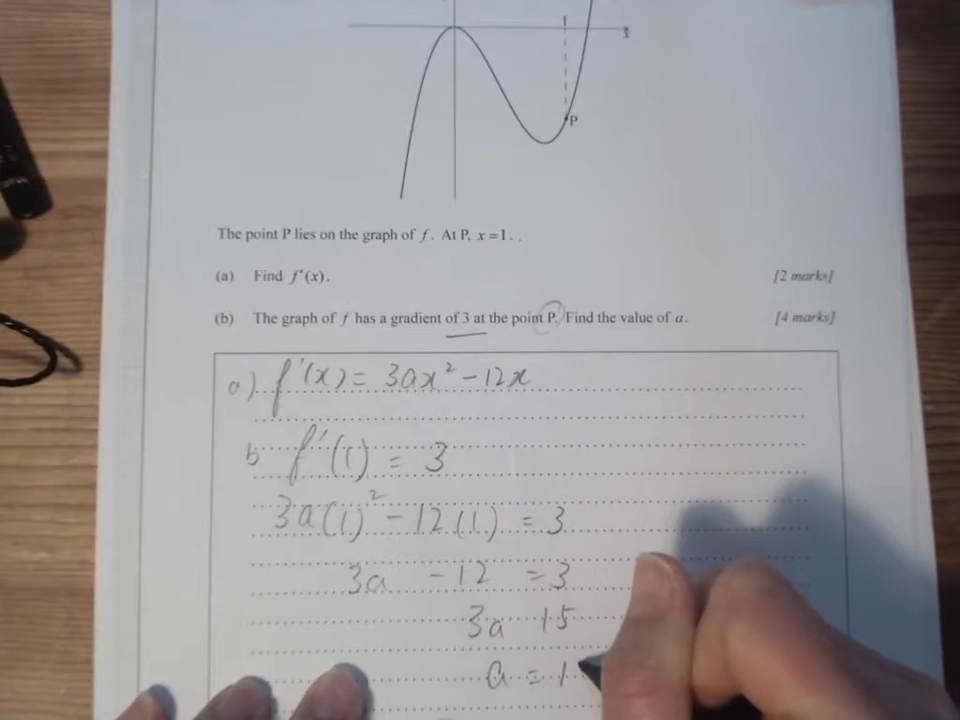 x
P
The point P lies on the graph of f. At P, x = 1.
(a) Find f'(x). [2 marks]
(b) The graph of f has a gradient of 3 at the point P. Find the value of a. [4 marks]
a) f'(x) = 3ax² - 12x
b f'(1) = 3
3a(1)² - 12(1) = 3
3a - 12 = 3
3a 15
a = 1